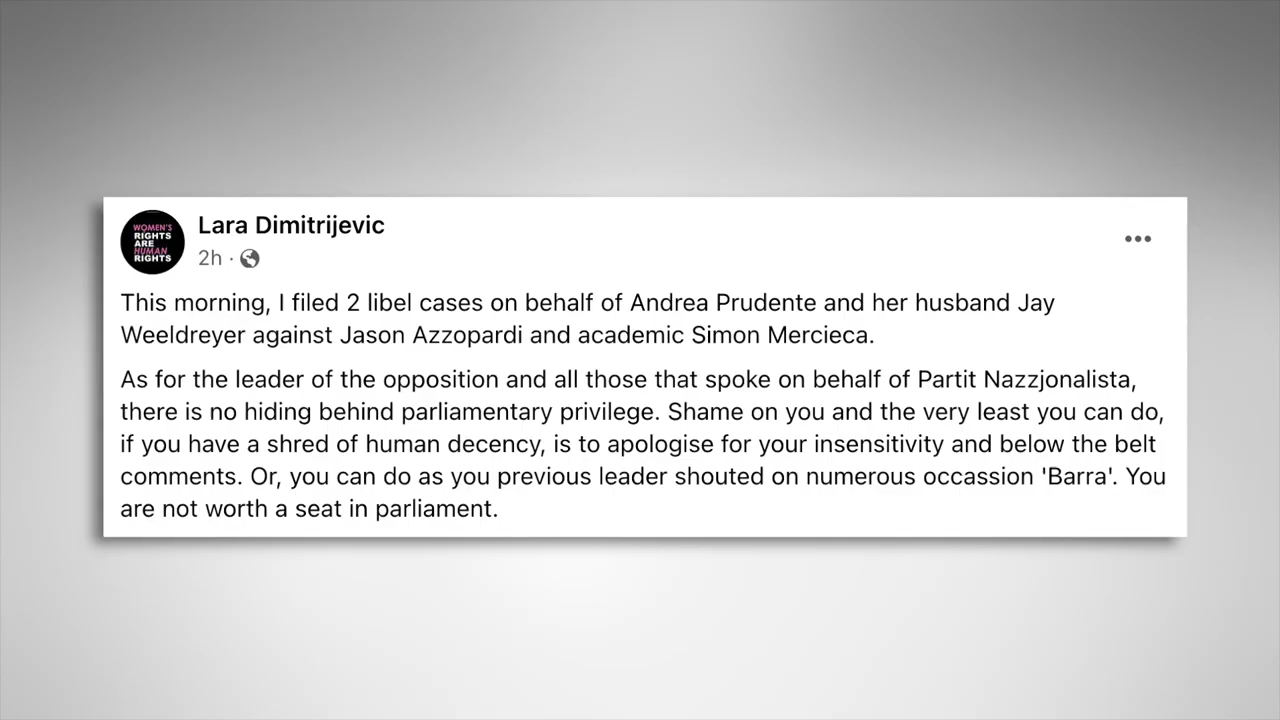 WOMEN'S
RIGHTS
ARE
HUMAN
RIGHTS
Lara Dimitrijevic
2h ·
This morning, I filed 2 libel cases on behalf of Andrea Prudente and her husband Jay
Weeldreyer against Jason Azzopardi and academic Simon Mercieca.
As for the leader of the opposition and all those that spoke on behalf of Partit Nazzjonalista,
there is no hiding behind parliamentary privilege. Shame on you and the very least you can do,
if you have a shred of human decency, is to apologise for your insensitivity and below the belt
comments. Or, you can do as you previous leader shouted on numerous occassion 'Barra'. You
are not worth a seat in parliament.